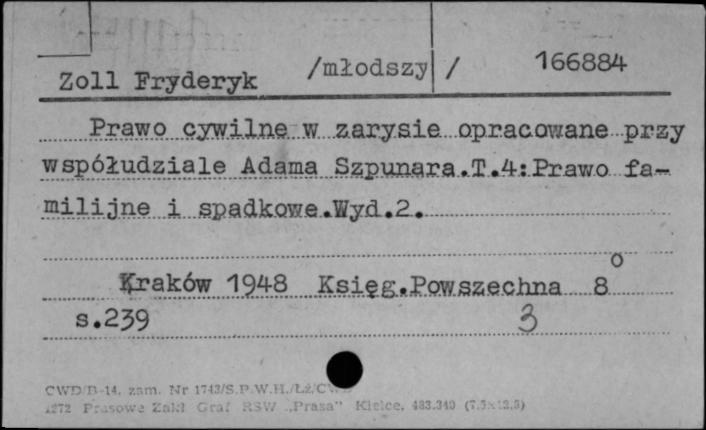 Zoll Fryderyk /młodszy/ 166884
Prawo cywilne w zarysie opracowane przy
współudziale Adama Szpunara.T.4:Prawo fa-
milijne i spadkowe.Wyd.2.
Kraków 1948 Księg.Powszechna 8o
s.239 3
CWD/B-14, zam. Nr 1743/S.P.W.H./Łź/
Prasowe Zakł Graf RSW „Prasa” Kielce, 483.340